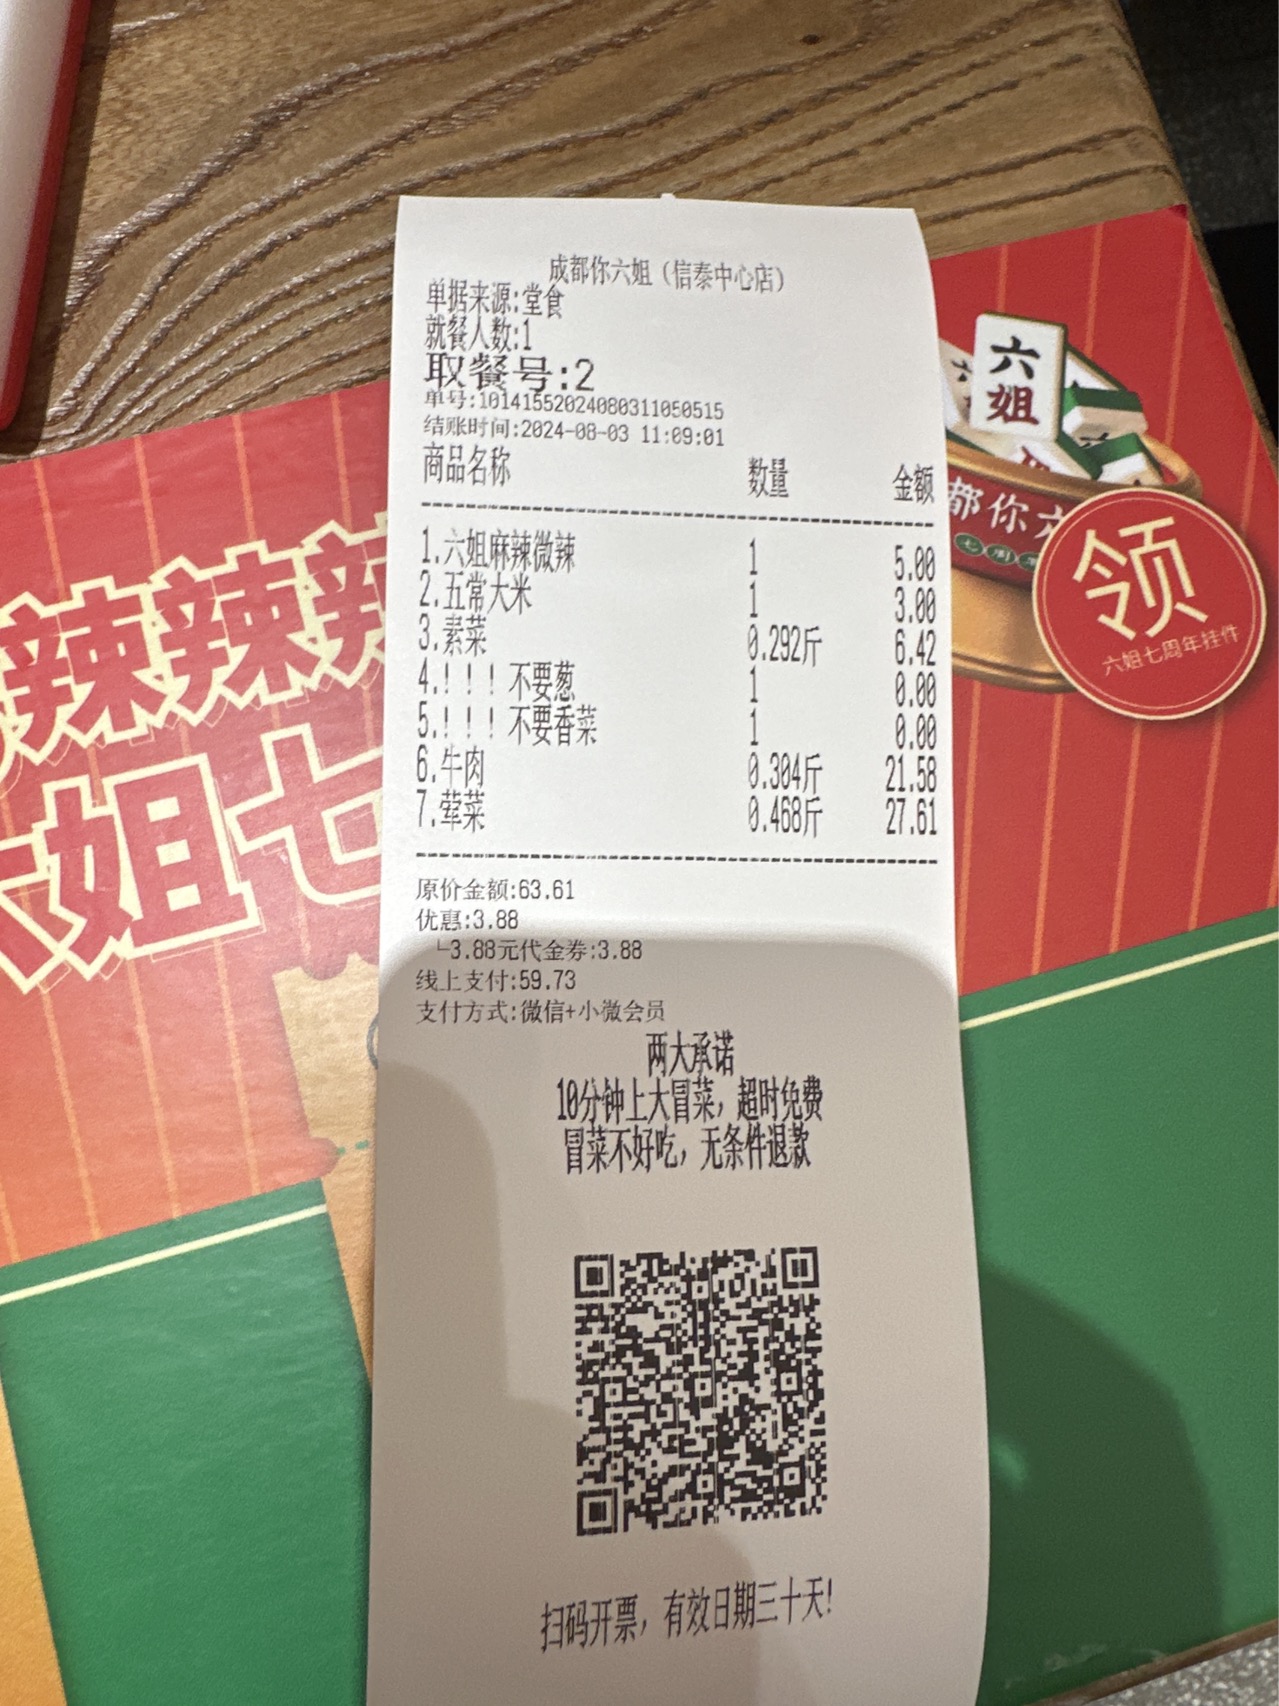 成都你六姐（信泰中心店）
单据来源:堂食
就餐人数:1
取餐号:2
单号:10141552024080311050515
结账时间:2024-08-03 11:09:01
商品名称 数量 金额
1.六姐麻辣微辣 1 5.00
2.五常大米 1 3.00
3.素菜 0.292斤 6.42
4.！！！不要葱 1 0.00
5.！！！不要香菜 1 0.00
6.牛肉 0.304斤 21.58
7.荤菜 0.468斤 27.61
原价金额:63.61
优惠:3.88
└3.88元代金券:3.88
线上支付:59.73
支付方式:微信+小微会员
两大承诺
10分钟上大冒菜，超时免费
冒菜不好吃，无条件退款
扫码开票，有效日期三十天!
六姐
都你六
七周
领
六姐七周年挂件
辣辣辣
六姐七